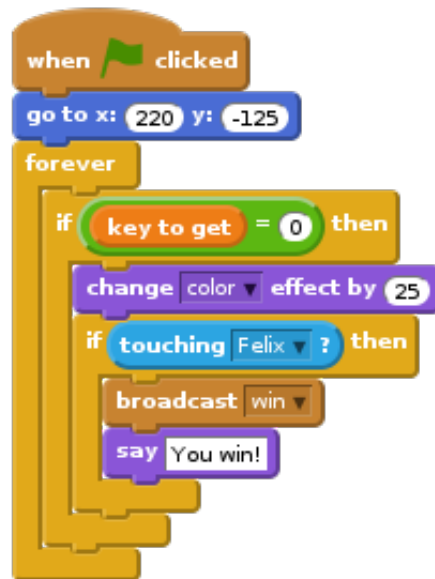 when clicked
go to x: 220 y: -125
forever
if key to get = 0 then
change color effect by 25
if touching Felix ? then
broadcast win
say You win!